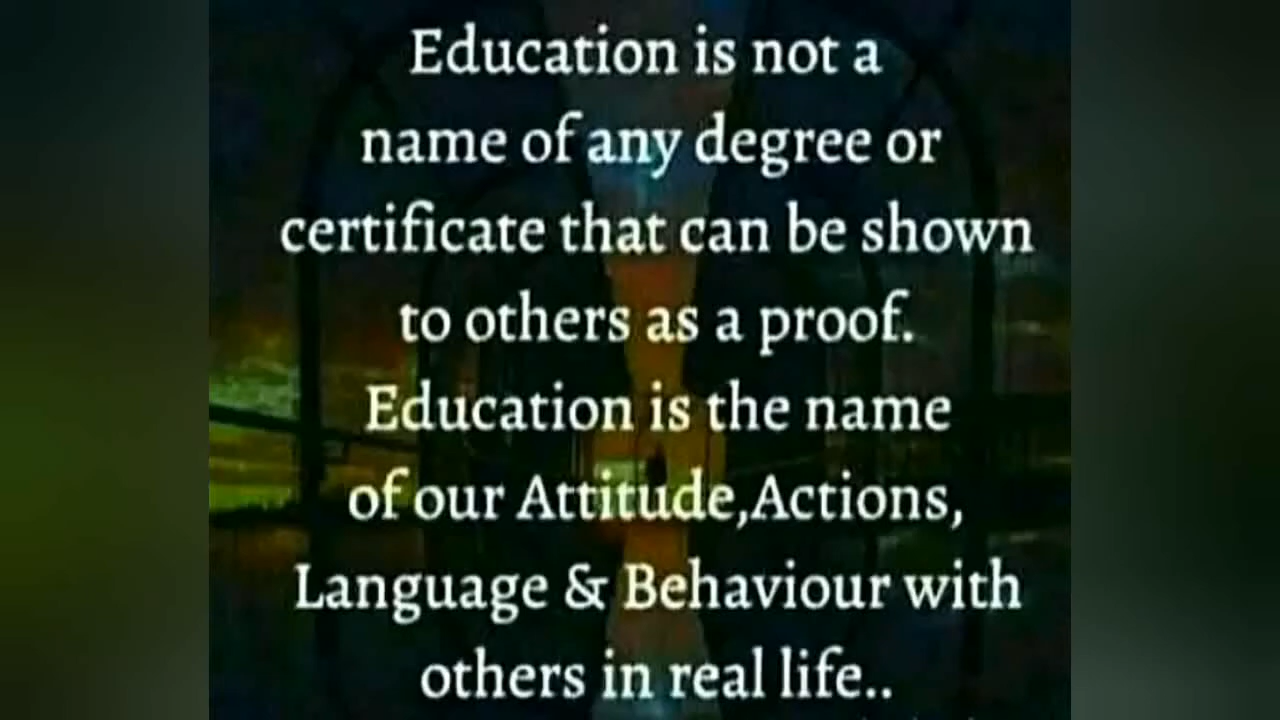 Education is not a
name of any degree or
certificate that can be shown
to others as a proof.
Education is the name
of our Attitude,Actions,
Language & Behaviour with
others in real life..